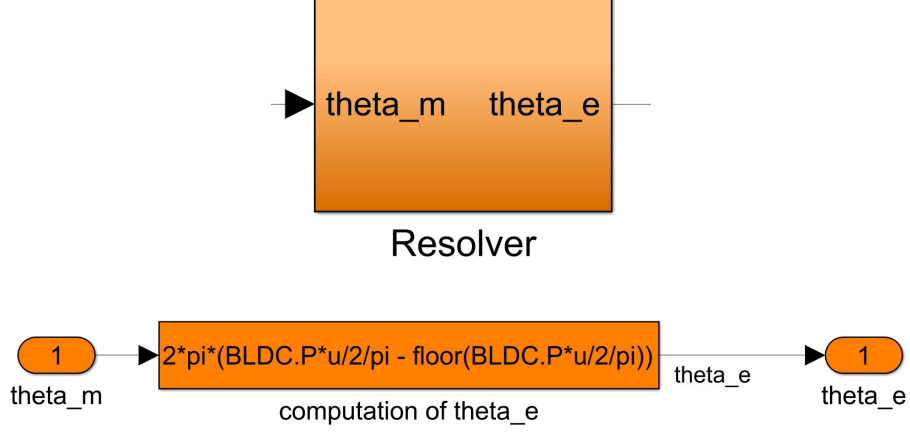 theta_m theta_e
Resolver
1 2*pi*(BLDC.P*u/2/pi - floor(BLDC.P*u/2/pi)) 1
theta_e
theta_m theta_e
computation of theta_e